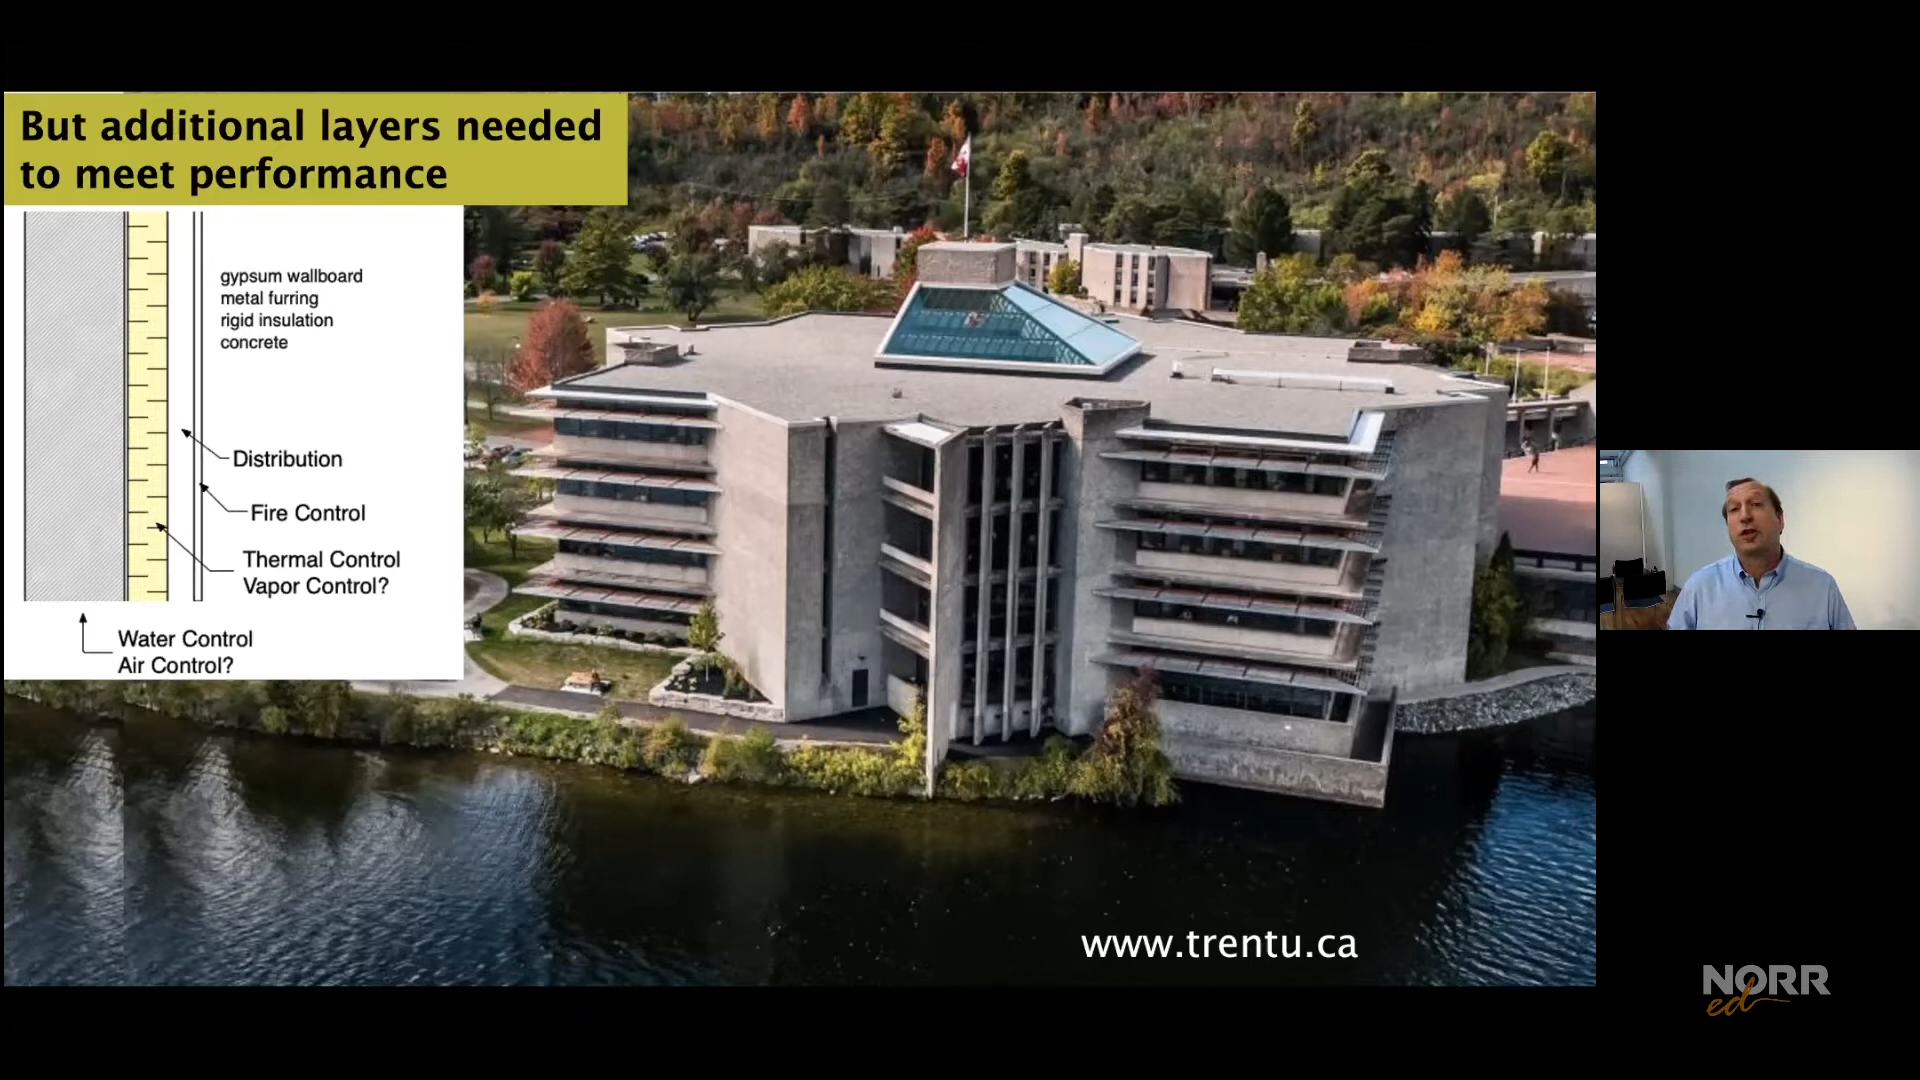 But additional layers needed
to meet performance
gypsum wallboard
metal furring
rigid insulation
concrete
Distribution
Fire Control
Thermal Control
Vapor Control?
Water Control
Air Control?
www.trentu.ca
NORR
ed